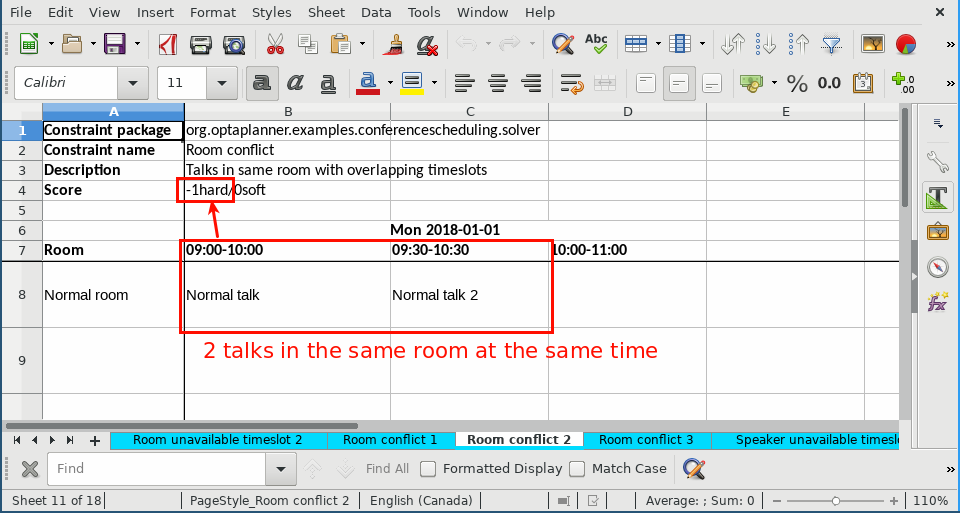 File Edit View Insert Format Styles Sheet Data Tools Window Help
Abc
Calibri 11 a a a a % 0.0
A B C D E
1 Constraint package org.optaplanner.examples.conferencescheduling.solver
2 Constraint name Room conflict
3 Description Talks in same room with overlapping timeslots
4 Score -1hard/0soft
5
6 Mon 2018-01-01
7 Room 09:00-10:00 09:30-10:30 10:00-11:00
8 Normal room Normal talk Normal talk 2
2 talks in the same room at the same time
9
Room unavailable timeslot 2 Room conflict 1 Room conflict 2 Room conflict 3 Speaker unavailable timesl
Find Find All Formatted Display Match Case
Sheet 11 of 18 PageStyle_Room conflict 2 English (Canada) Average: ; Sum: 0 110%